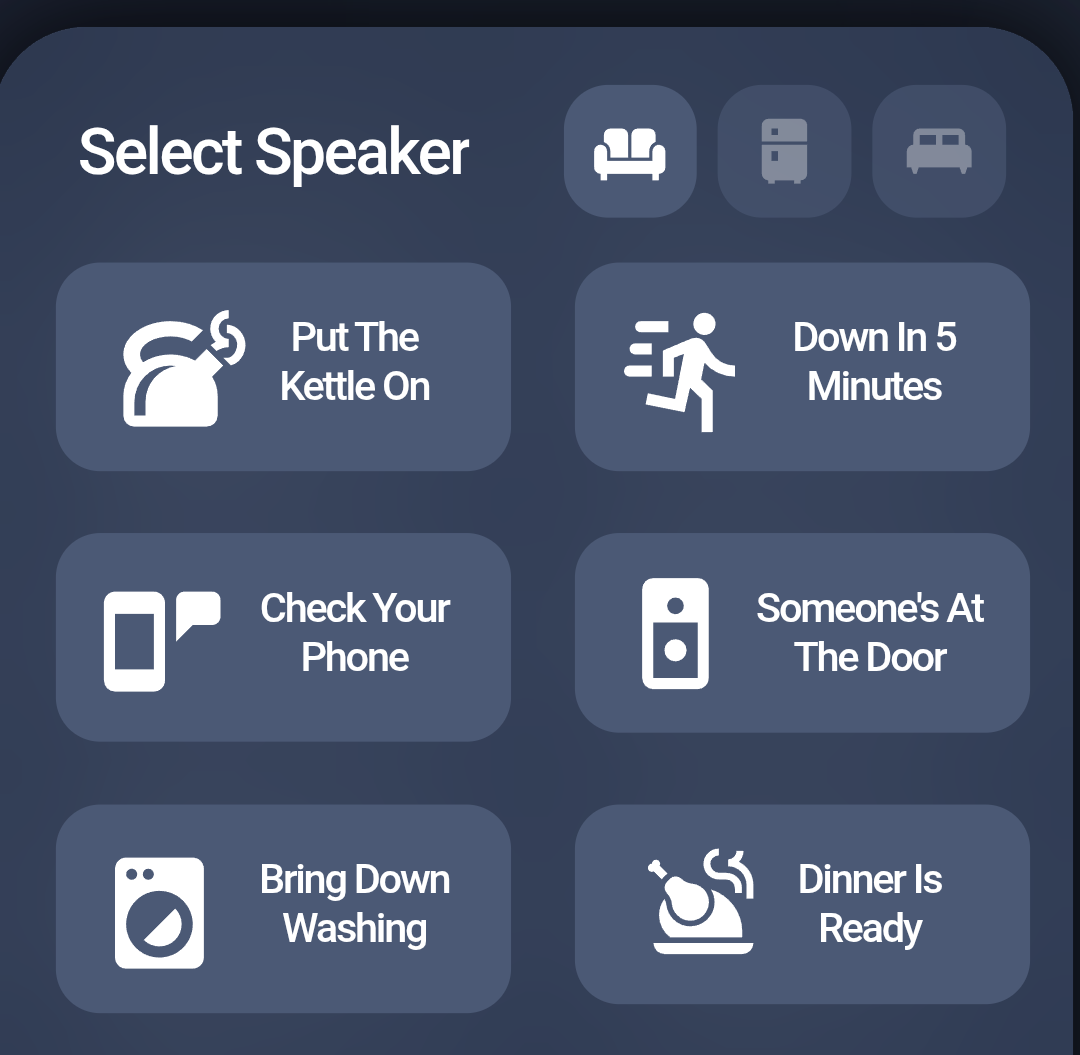 Select Speaker
Put The
Kettle On
Down In 5
Minutes
Check Your
Phone
Someone's At
The Door
Bring Down
Washing
Dinner Is
Ready